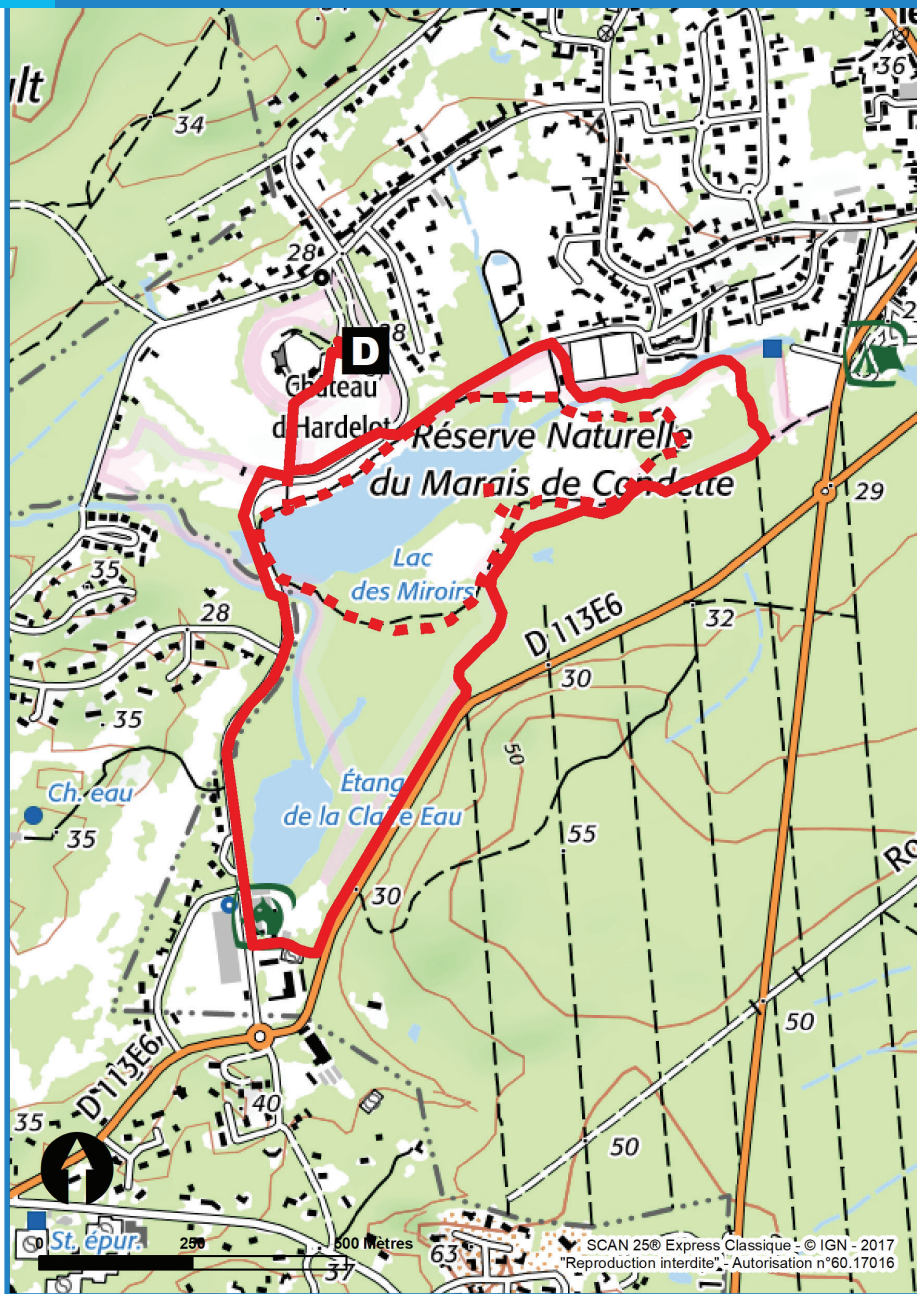 34
36
28
D
28
Château
d'Hardelot
Réserve Naturelle
du Marais de Condette
29
Lac
des Miroirs
35
28
D 113E6
32
30
35
50
Ch. eau
35
Étang
de la Claire Eau
55
30
Ro
50
D 113E6
40
35
50
St. épur.
0 250 500 Mètres
63
37
SCAN 25® Express Classique - © IGN - 2017
"Reproduction interdite" - Autorisation n°60.17016